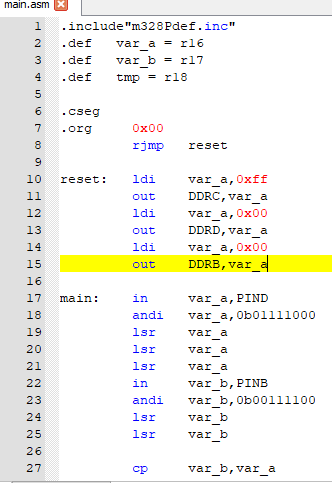 main.asm
1 .include"m328Pdef.inc"
2 .def var_a = r16
3 .def var_b = r17
4 .def tmp = r18
5
6 .cseg
7 .org 0x00
8 rjmp reset
9
10 reset: ldi var_a,0xff
11 out DDRC,var_a
12 ldi var_a,0x00
13 out DDRD,var_a
14 ldi var_a,0x00
15 out DDRB,var_a
16
17 main: in var_a,PIND
18 andi var_a,0b01111000
19 lsr var_a
20 lsr var_a
21 lsr var_a
22 in var_b,PINB
23 andi var_b,0b00111100
24 lsr var_b
25 lsr var_b
26
27 cp var_b,var_a